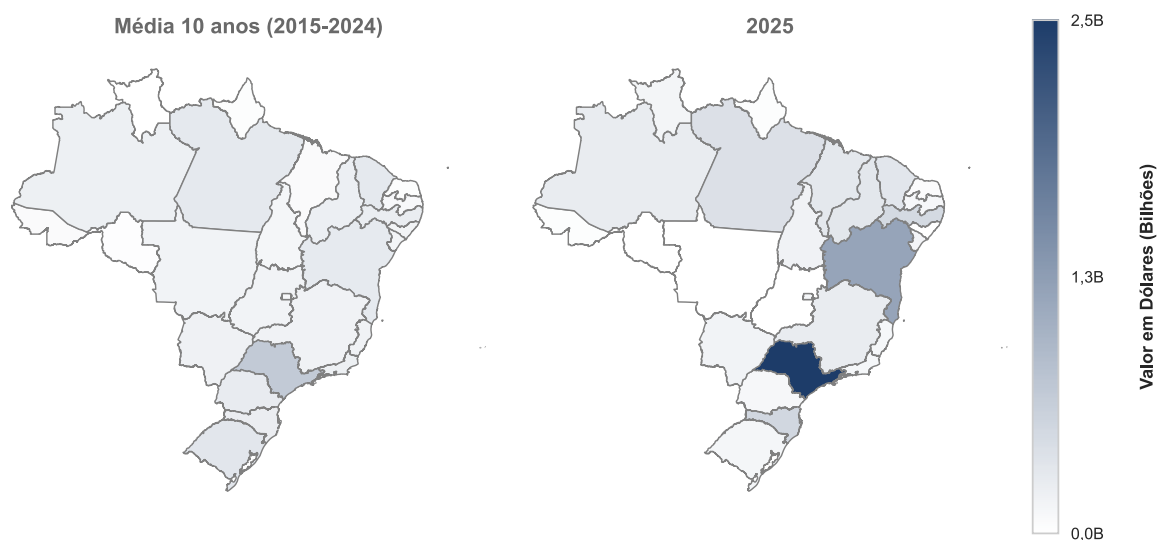 Média 10 anos (2015-2024)
2025
2,5B
1,3B
0,0B
Valor em Dólares (Bilhões)